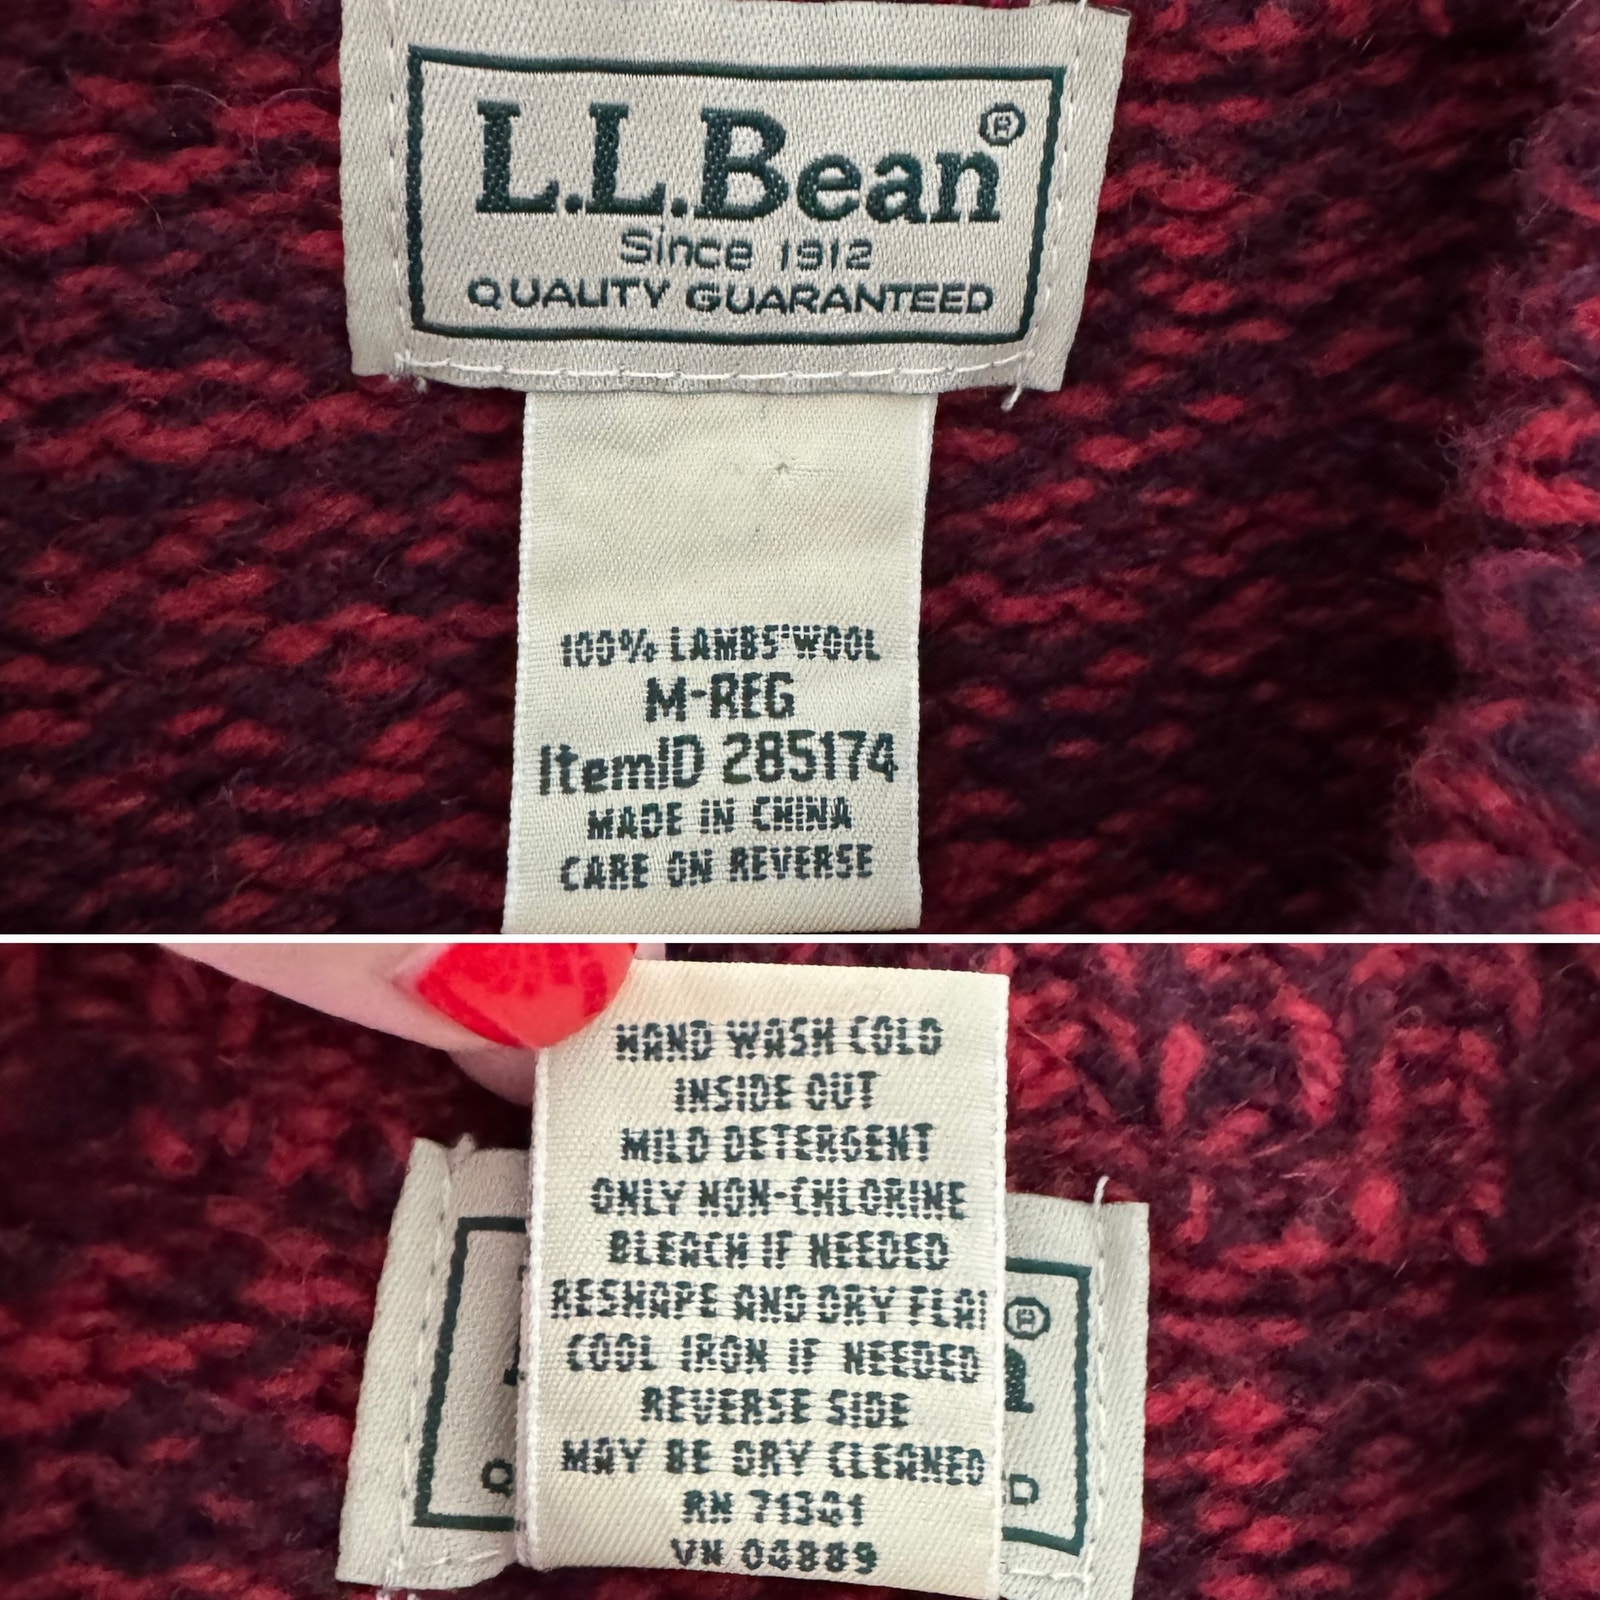 L.L.Bean®
Since 1912
QUALITY GUARANTEED
100% LAMBS'WOOL
M-REG
ItemID 285174
MADE IN CHINA
CARE ON REVERSE
HAND WASH COLD
INSIDE OUT
MILD DETERGENT
ONLY NON-CHLORINE
BLEACH IF NEEDED
RESHAPE AND DRY FLAT
COOL IRON IF NEEDED
REVERSE SIDE
MAY BE DRY CLEANED
RN 71341
VN
®
Q
D